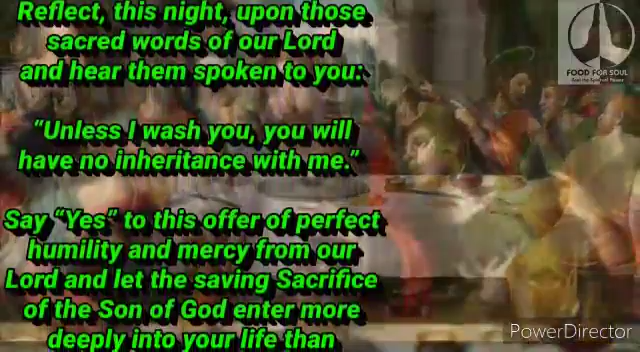 Reflect, this night, upon those
sacred words of our Lord
and hear them spoken to you:
"Unless I wash you, you will
have no inheritance with me."
Say "Yes" to this offer of perfect
humility and mercy from our
Lord and let the saving Sacrifice
of the Son of God enter more
deeply into your life than
FOOD FOR SOUL
PowerDirector